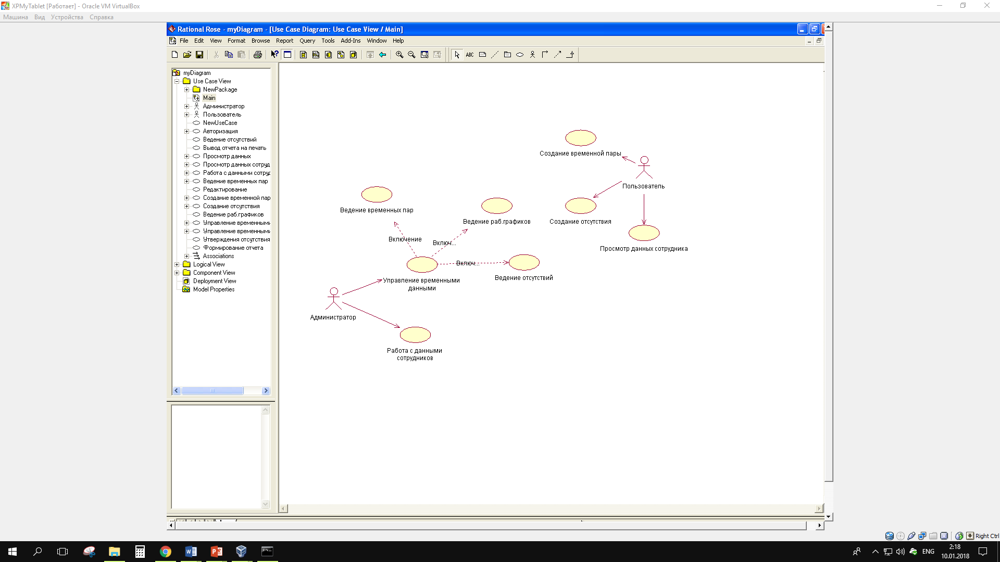 XPMyTablet [Работает] - Oracle VM VirtualBox
Машина Вид Устройства Справка
Rational Rose - myDiagram - [Use Case Diagram: Use Case View / Main]
File Edit View Format Browse Report Query Tools Add-Ins Window Help
ABC
myDiagram
Use Case View
NewPackage
Main
Администратор
Пользователь
NewUseCase
Авторизация
Ведение отсутствий
Вывод отчета на печать
Просмотр данных
Просмотр данных сотруд
Работа с данными сотруд
Ведение временных пар
Редактирование
Создание временной пар
Создание отсутствия
Ведение раб.графиков
Управление временными
Управление временными
Утверждения отсутствия
Формирование отчета
Associations
Logical View
Component View
Deployment View
Model Properties
Создание временной пары
Пользователь
Ведение временных пар
Ведение раб.графиков
Создание отсутствия
Включение
Включ...
Просмотр данных сотрудника
Включ...
Ведение отсутствий
Управление временными
данными
Администратор
Работа с данными
сотрудников
Right Ctrl
ENG
2:18
10.01.2018